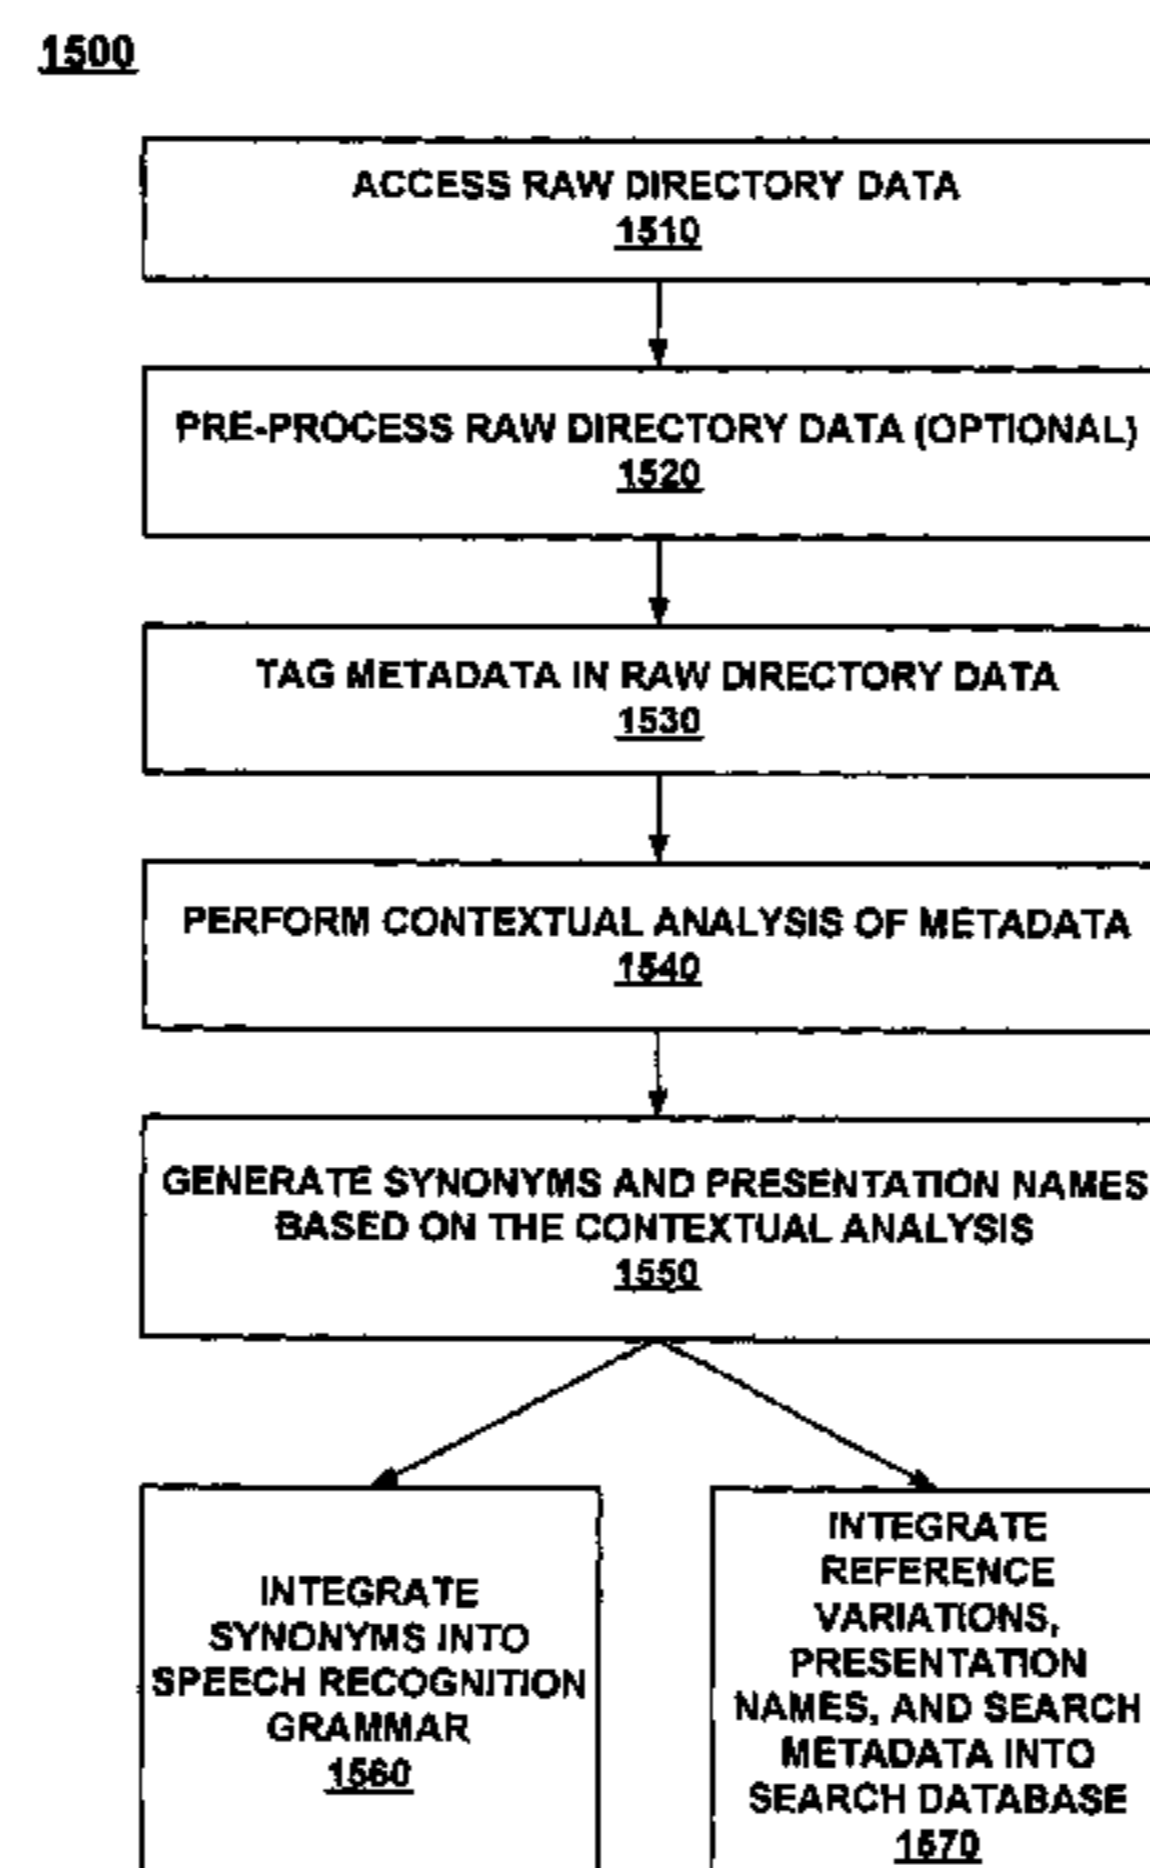 1500
ACCESS RAW DIRECTORY DATA
1510
PRE-PROCESS RAW DIRECTORY DATA (OPTIONAL)
1520
TAG METADATA IN RAW DIRECTORY DATA
1530
PERFORM CONTEXTUAL ANALYSIS OF METADATA
1540
GENERATE SYNONYMS AND PRESENTATION NAMES
BASED ON THE CONTEXTUAL ANALYSIS
1550
INTEGRATE
SYNONYMS INTO
SPEECH RECOGNITION
GRAMMAR
1560
INTEGRATE
REFERENCE
VARIATIONS,
PRESENTATION
NAMES, AND SEARCH
METADATA INTO
SEARCH DATABASE
1570